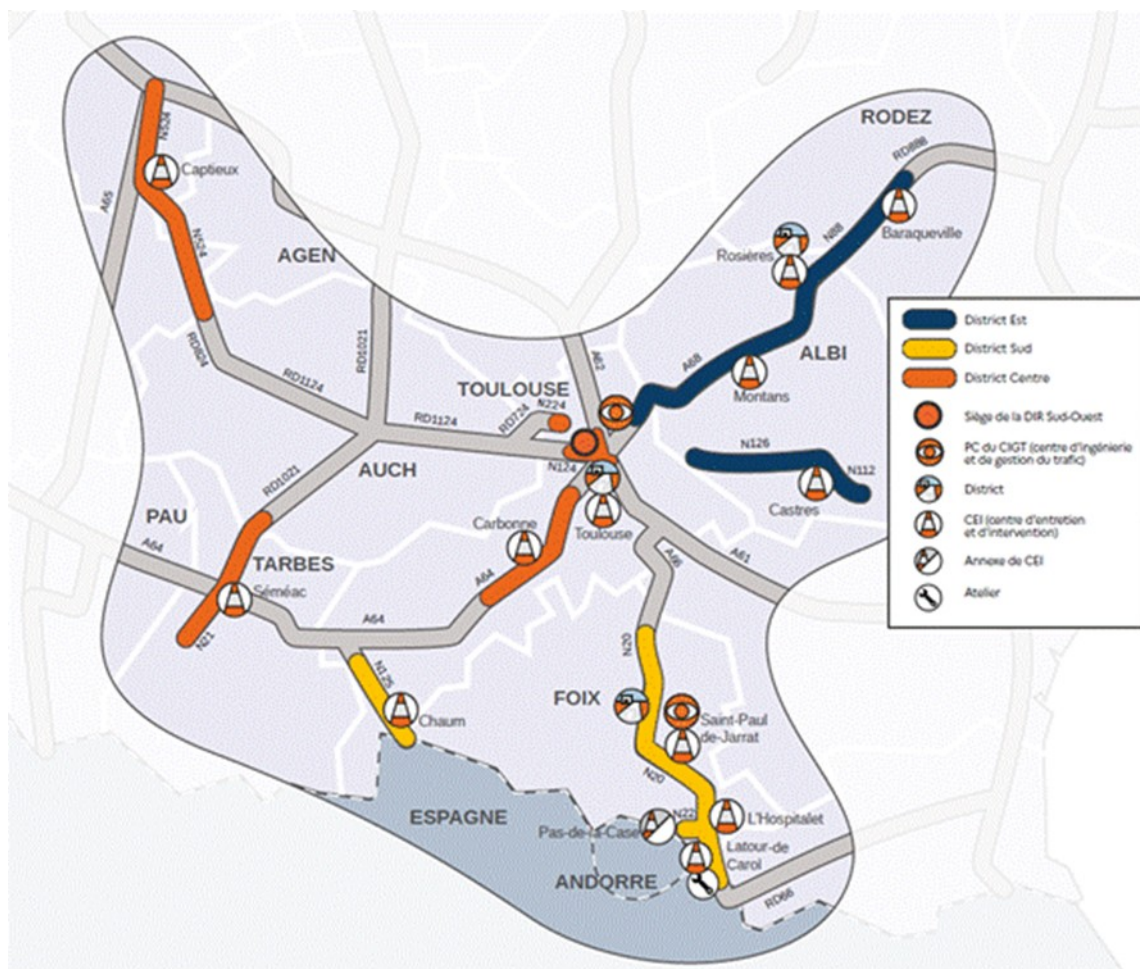 RODEZ
RD888
N524
Captieux
A65
N88
Baraqueville
Rosières
AGEN
N524
District Est
District Sud
District Centre
Siège de la DIR Sud-Ouest
PC du CIGT (centre d'ingénierie
et de gestion du trafic)
District
CEI (centre d'entretien
et d'intervention)
Annexe de CEI
Atelier
RD824
RD1021
A62
A68
ALBI
Montans
TOULOUSE
RD1124
N224
RD724
RD1124
N126
N112
Castres
AUCH
N124
RD1021
PAU
Carbonne
Toulouse
A64
TARBES
A66
A61
Séméac
A64
N21
A64
N20
N125
FOIX
Chaum
Saint-Paul
de-Jarrat
N20
ESPAGNE
N22
L'Hospitalet
Pas-de-la-Case
Latour-de
Carol
ANDORRE
RD66